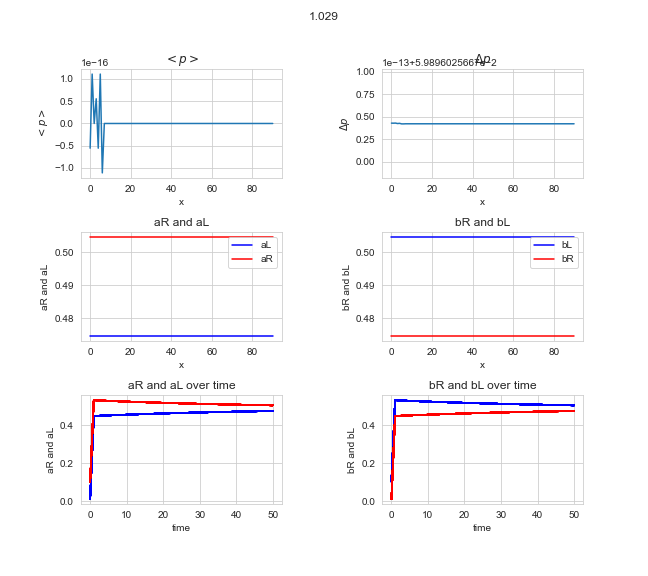 1.029
<p>
1e−16
1.0
0.5
0.0
−0.5
−1.0
<p>
0 20 40 60 80
x
Δp
1e−13+5.9896025667e−2
1.00
0.75
0.50
0.25
0.00
Δp
0 20 40 60 80
x
aR and aL
0.50
0.49
0.48
aR and aL
aL
aR
0 20 40 60 80
x
bR and bL
0.50
0.49
0.48
bR and bL
bL
bR
0 20 40 60 80
x
aR and aL over time
0.4
0.2
0.0
aR and aL
0 10 20 30 40 50
time
bR and bL over time
0.4
0.2
0.0
bR and bL
0 10 20 30 40 50
time